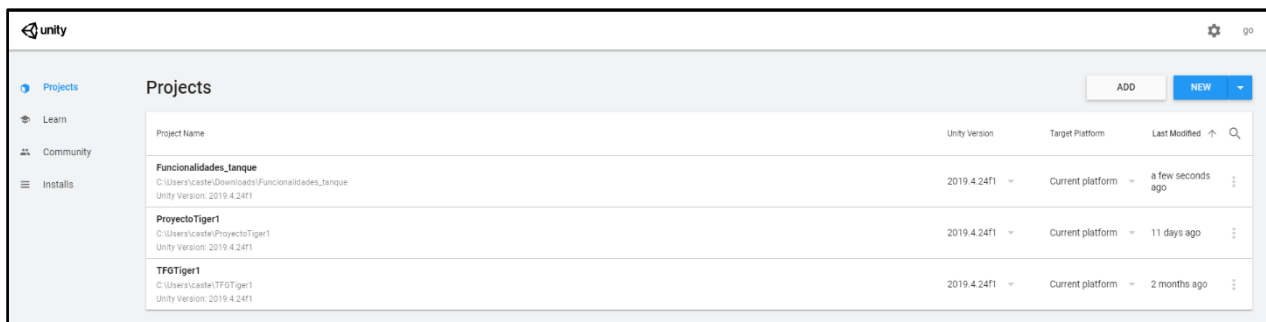 unity
go
Projects
Learn
Community
Installs
Projects
ADD
NEW
Project Name
Unity Version
Target Platform
Last Modified
Funcionalidades_tanque
C:\Users\caste\Downloads\Funcionalidades_tanque
Unity Version: 2019.4.24f1
2019.4.24f1
Current platform
a few seconds
ago
ProyectoTiger1
C:\Users\caste\ProyectoTiger1
Unity Version: 2019.4.24f1
2019.4.24f1
Current platform
11 days ago
TFGTiger1
C:\Users\caste\TFGTiger1
Unity Version: 2019.4.24f1
2019.4.24f1
Current platform
2 months ago